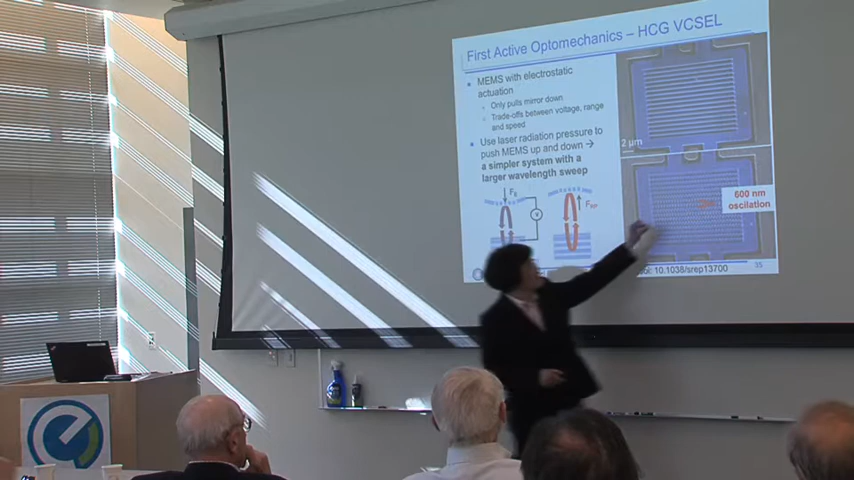 First Active Optomechanics – HCG VCSEL
MEMS with electrostatic
actuation
Only pulls mirror down
Trade-offs between voltage, range
and speed
Use laser radiation pressure to
push MEMS up and down →
a simpler system with a
larger wavelength sweep
2 μm
600 nm
oscilation
V
doi: 10.1038/srep13700
35
e